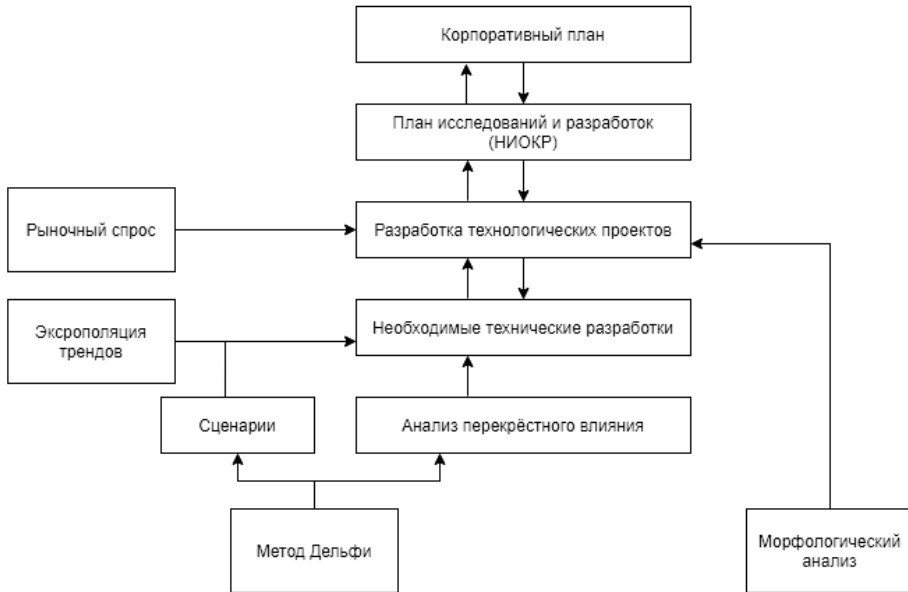 Корпоративный план
План исследований и разработок
(НИОКР)
Рыночный спрос
Разработка технологических проектов
Эксрополяция
трендов
Необходимые технические разработки
Сценарии
Анализ перекрёстного влияния
Метод Дельфи
Морфологический
анализ